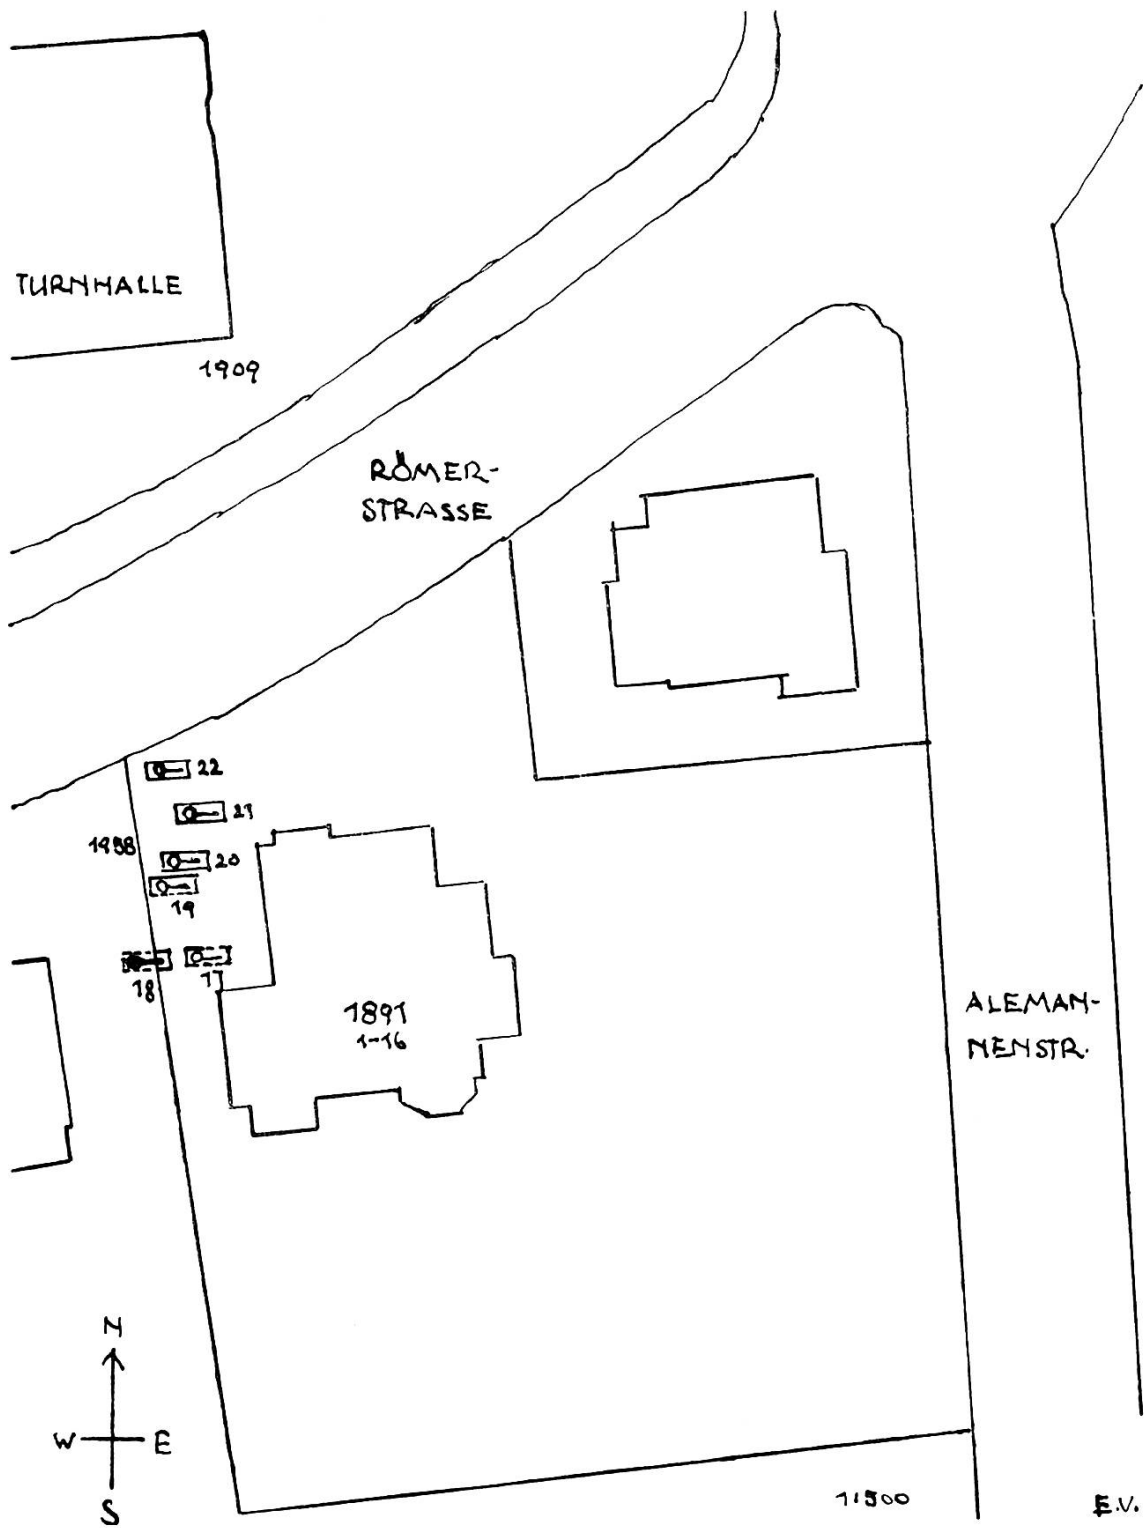 TURNHALLE
1909
RÖMER-
STRASSE
22
21
1958
20
19
18
17
1891
1-16
ALEMAN-
NENSTR.
N
W E
S
1:500
E.V.